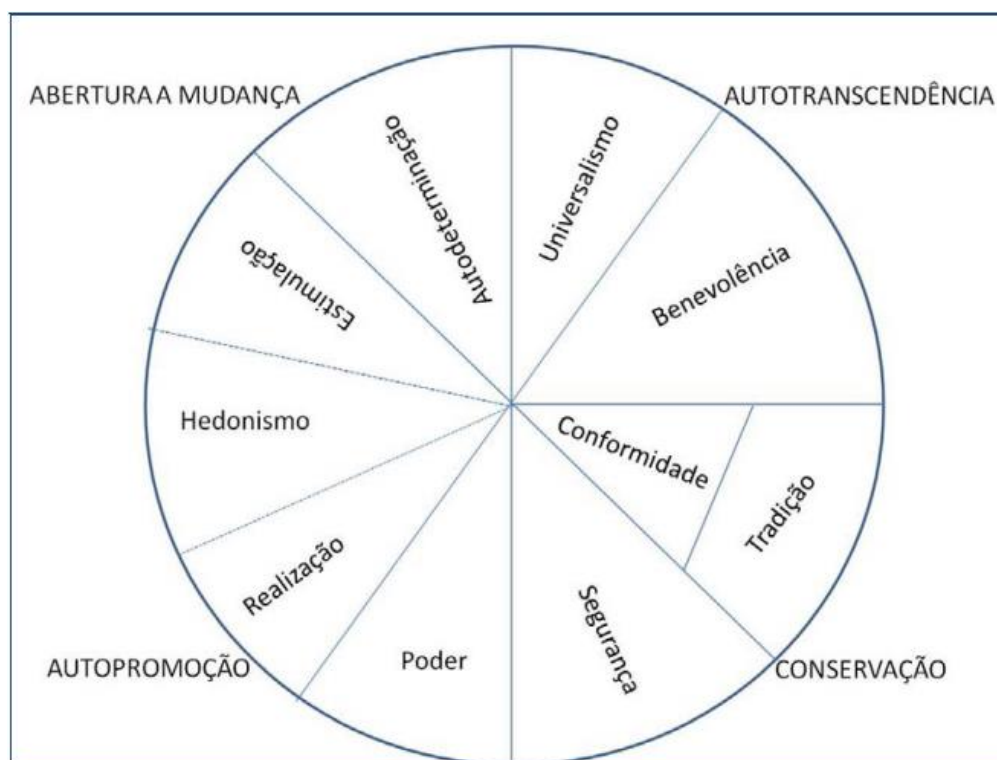 ABERTURA A MUDANÇA
AUTOTRANSCENDÊNCIA
Autodeterminação
Universalismo
Estimulação
Benevolência
Hedonismo
Conformidade
Tradição
Realização
Segurança
Poder
AUTOPROMOÇÃO
CONSERVAÇÃO